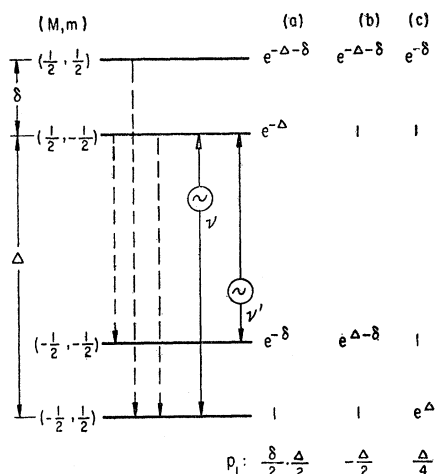 (M,m) (a) (b) (c)
(1/2, 1/2) e^{-Δ-δ} e^{-Δ-δ} e^{-δ}
δ
(1/2, -1/2) e^{-Δ} 1 1
ν
Δ
ν'
(-1/2, -1/2) e^{-δ} e^{Δ-δ} 1
(-1/2, 1/2) 1 1 e^{Δ}
p₁: δ/2 · Δ/2 -Δ/2 Δ/4